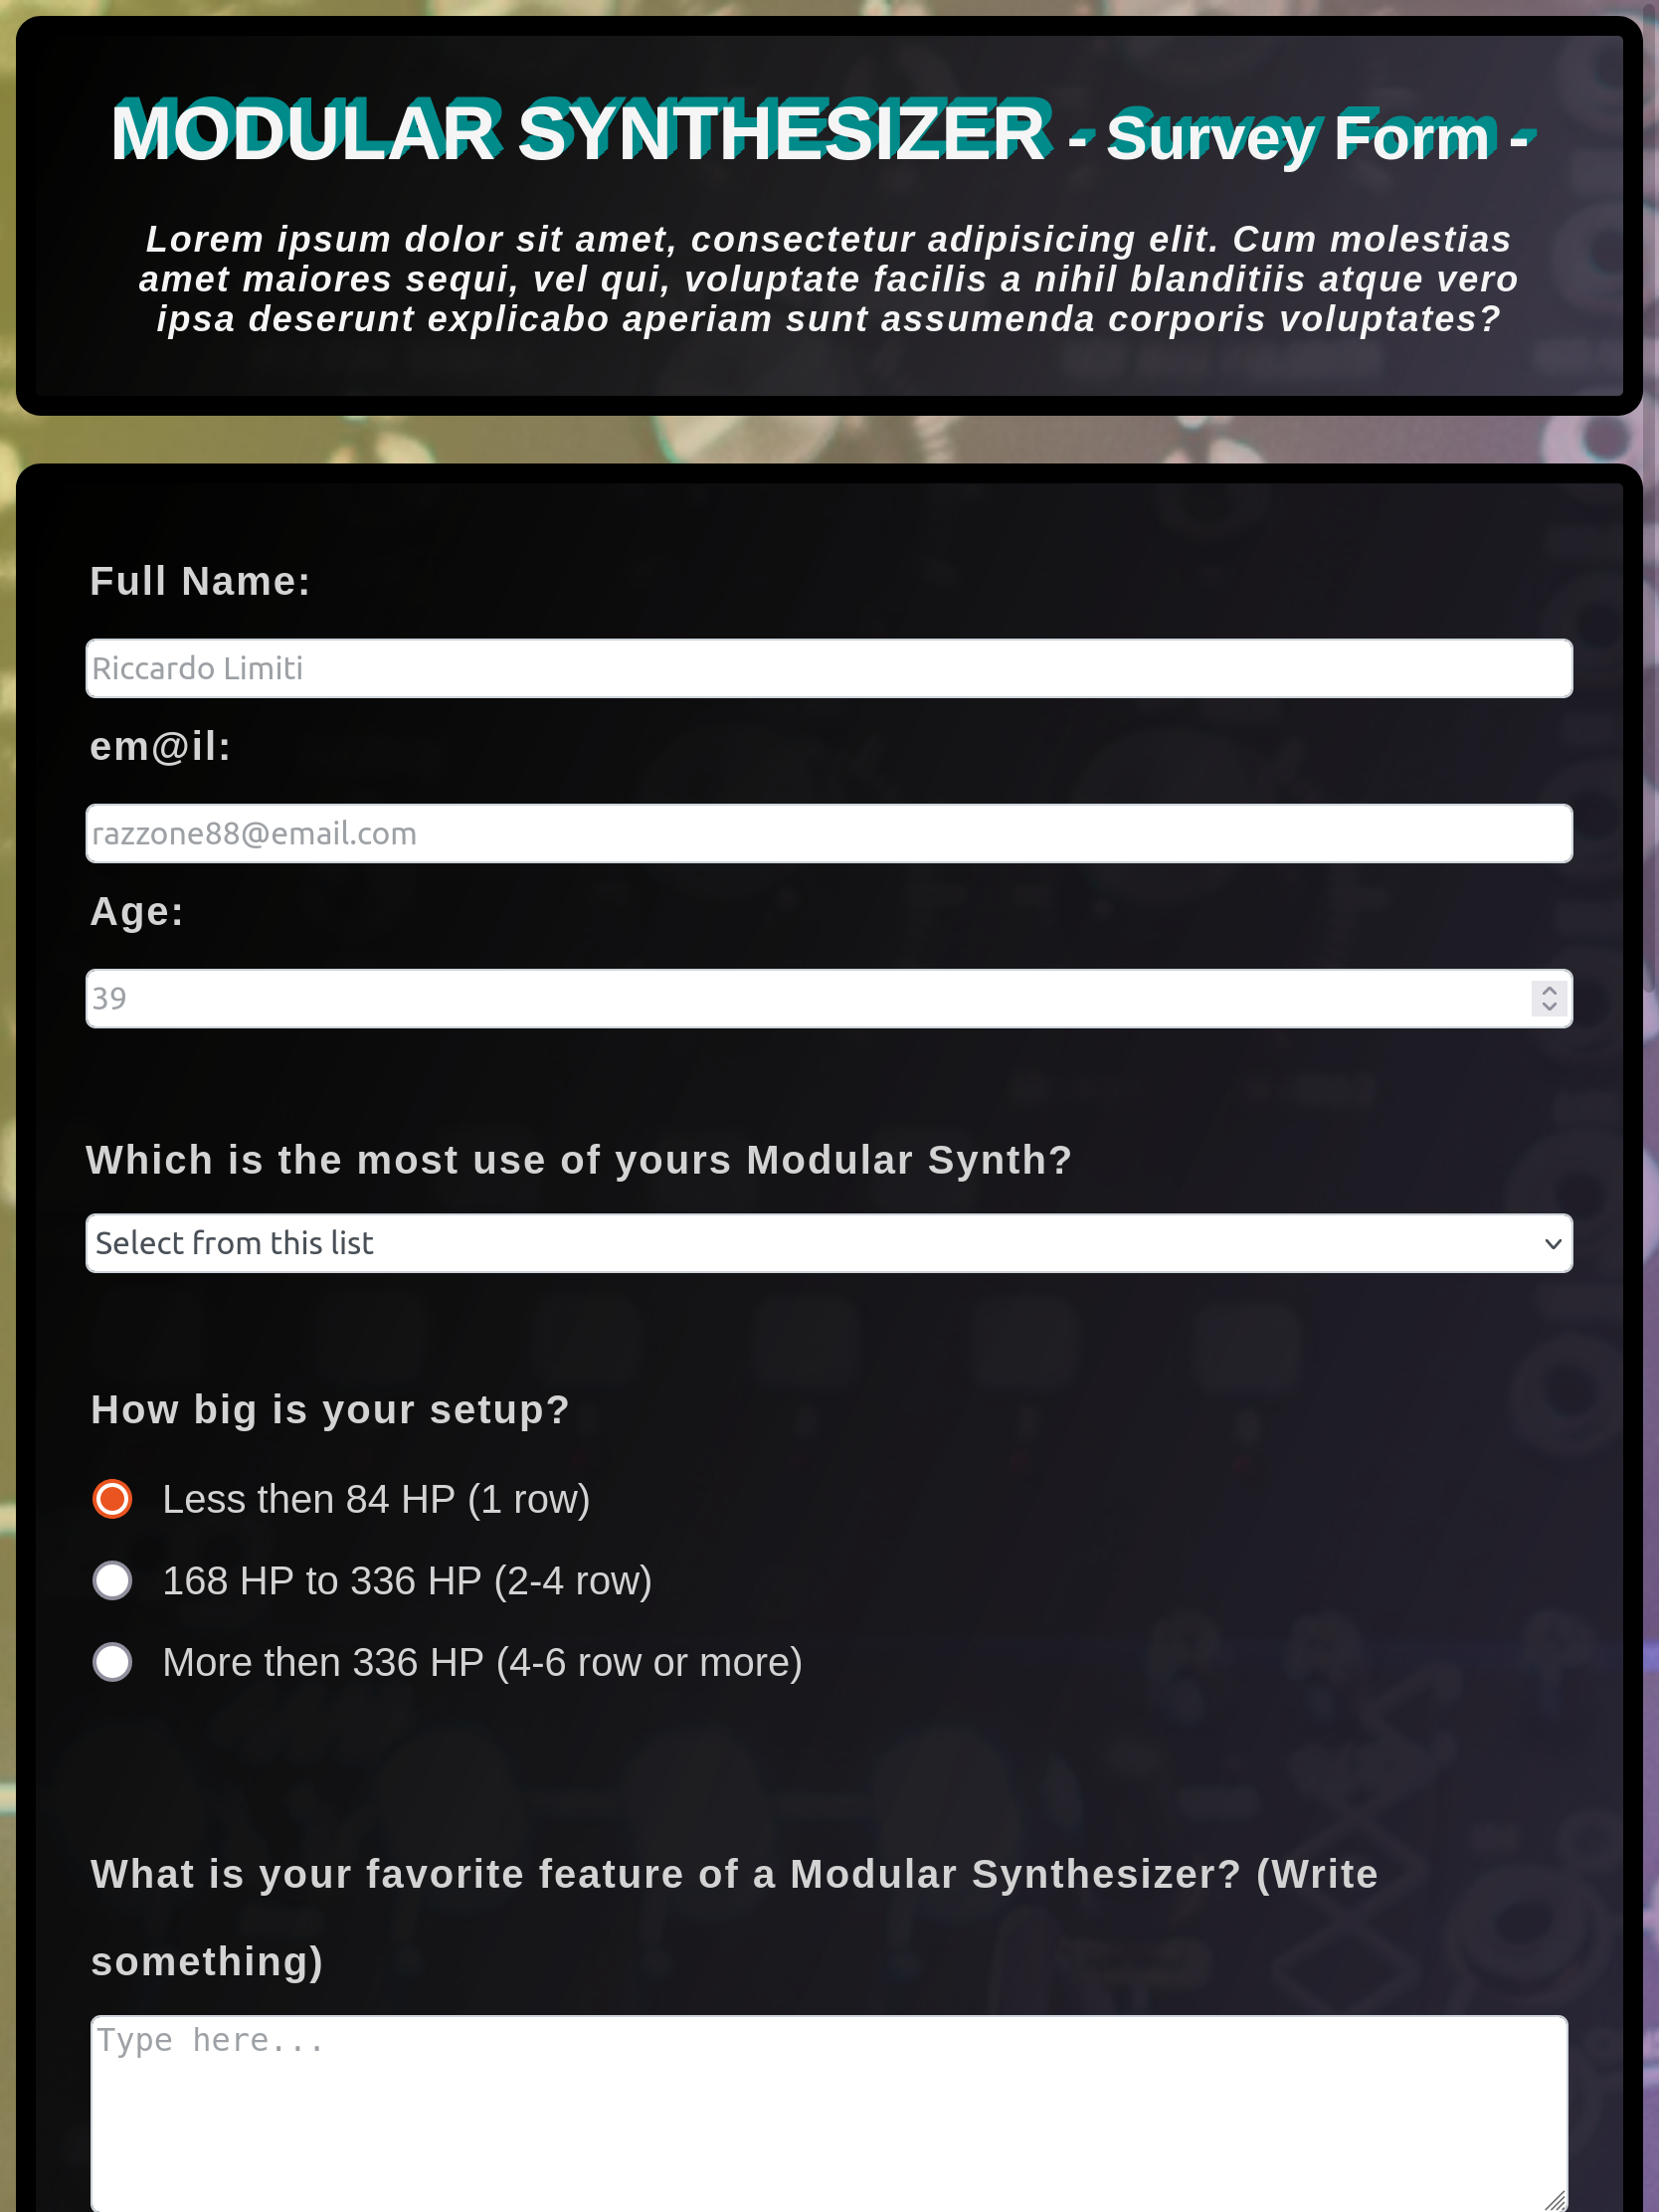 MODULAR SYNTHESIZER - Survey Form -
Lorem ipsum dolor sit amet, consectetur adipisicing elit. Cum molestias
amet maiores sequi, vel qui, voluptate facilis a nihil blanditiis atque vero
ipsa deserunt explicabo aperiam sunt assumenda corporis voluptates?
Full Name:
Riccardo Limiti
em@il:
razzone88@email.com
Age:
39
Which is the most use of yours Modular Synth?
Select from this list
How big is your setup?
Less then 84 HP (1 row)
168 HP to 336 HP (2-4 row)
More then 336 HP (4-6 row or more)
What is your favorite feature of a Modular Synthesizer? (Write
something)
Type here...